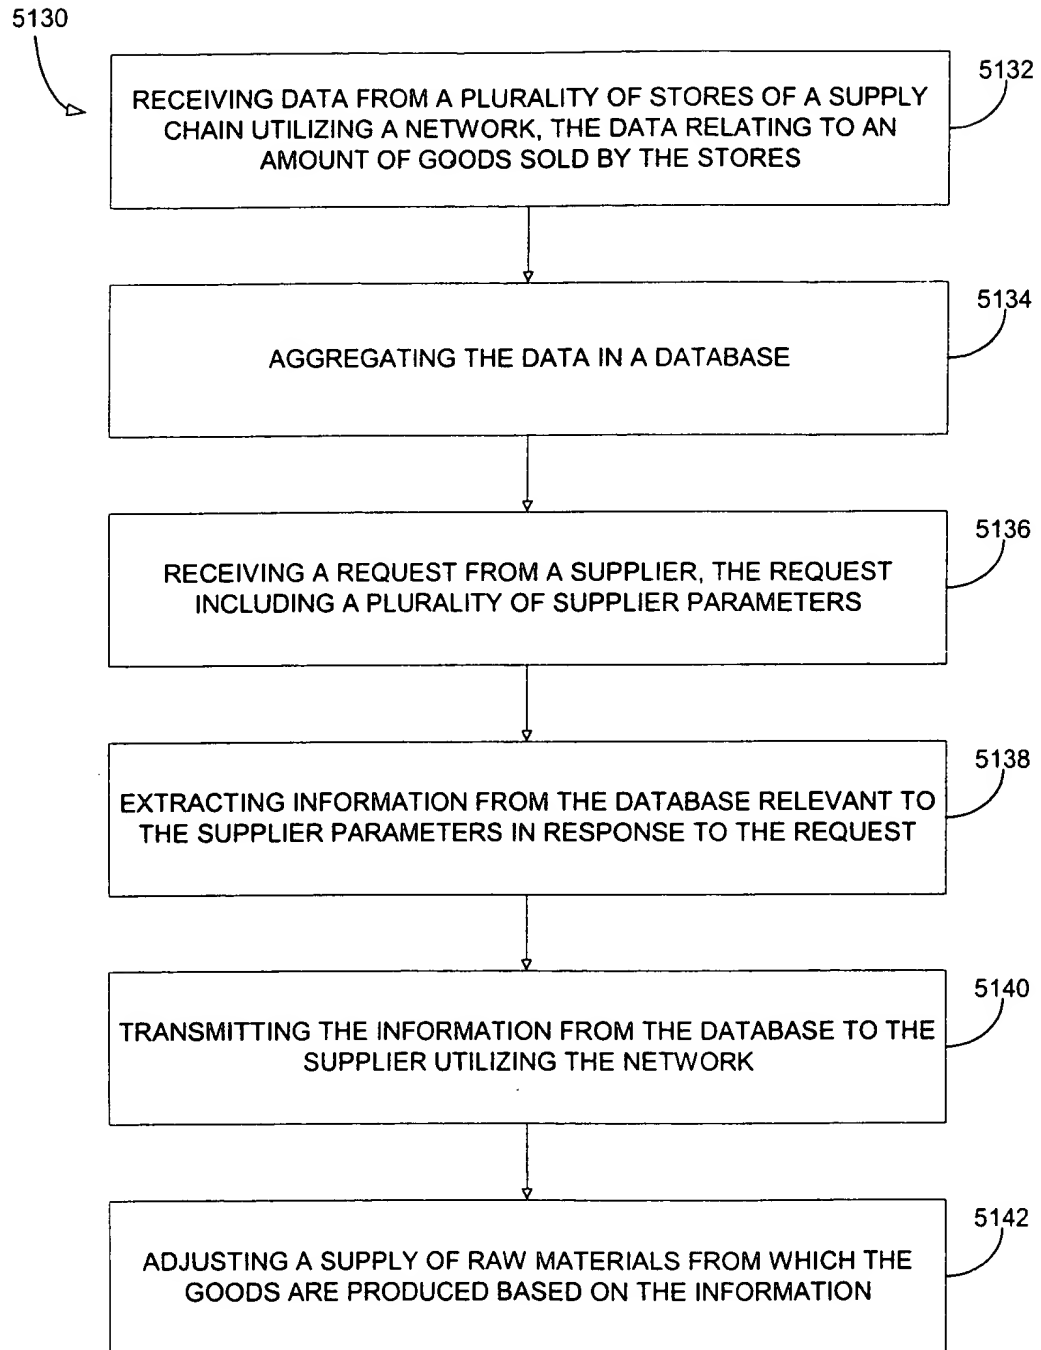 5130
5132
RECEIVING DATA FROM A PLURALITY OF STORES OF A SUPPLY
CHAIN UTILIZING A NETWORK, THE DATA RELATING TO AN
AMOUNT OF GOODS SOLD BY THE STORES
5134
AGGREGATING THE DATA IN A DATABASE
5136
RECEIVING A REQUEST FROM A SUPPLIER, THE REQUEST
INCLUDING A PLURALITY OF SUPPLIER PARAMETERS
5138
EXTRACTING INFORMATION FROM THE DATABASE RELEVANT TO
THE SUPPLIER PARAMETERS IN RESPONSE TO THE REQUEST
5140
TRANSMITTING THE INFORMATION FROM THE DATABASE TO THE
SUPPLIER UTILIZING THE NETWORK
5142
ADJUSTING A SUPPLY OF RAW MATERIALS FROM WHICH THE
GOODS ARE PRODUCED BASED ON THE INFORMATION